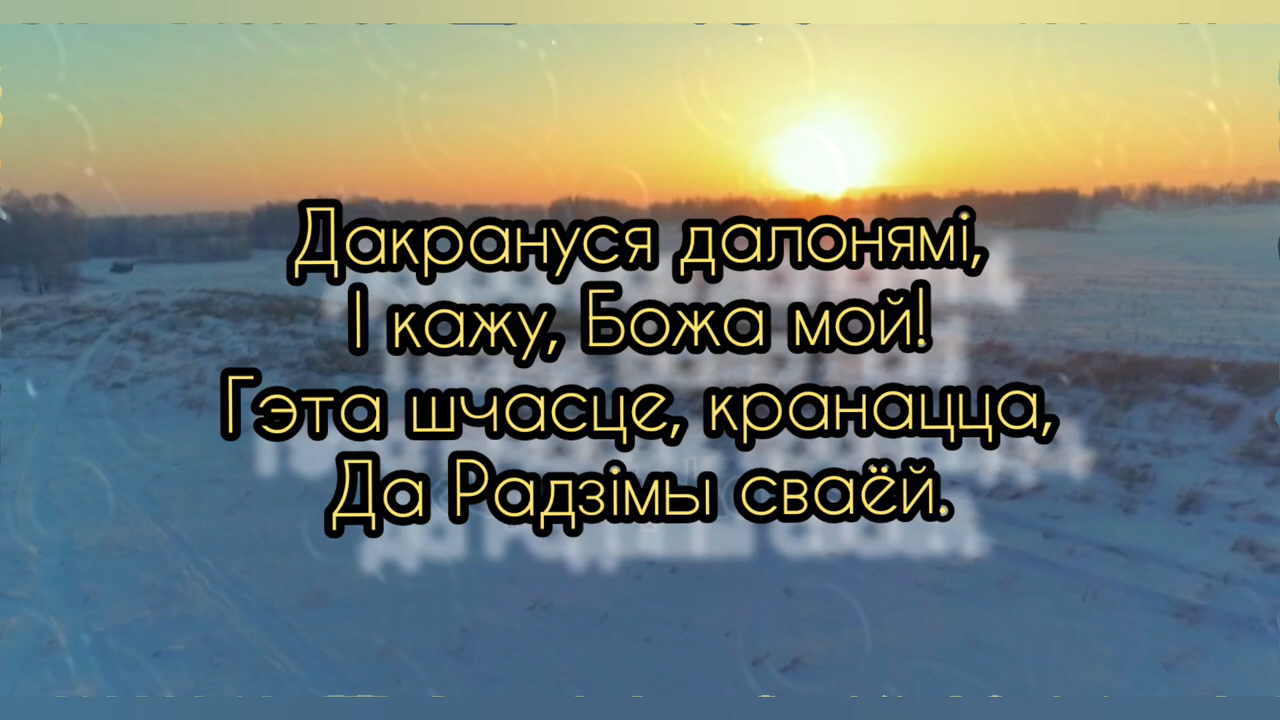 Дакрануся далонямі,
І кажу, Божа мой!
Гэта шчасце, кранацца,
Да Радзімы сваёй.